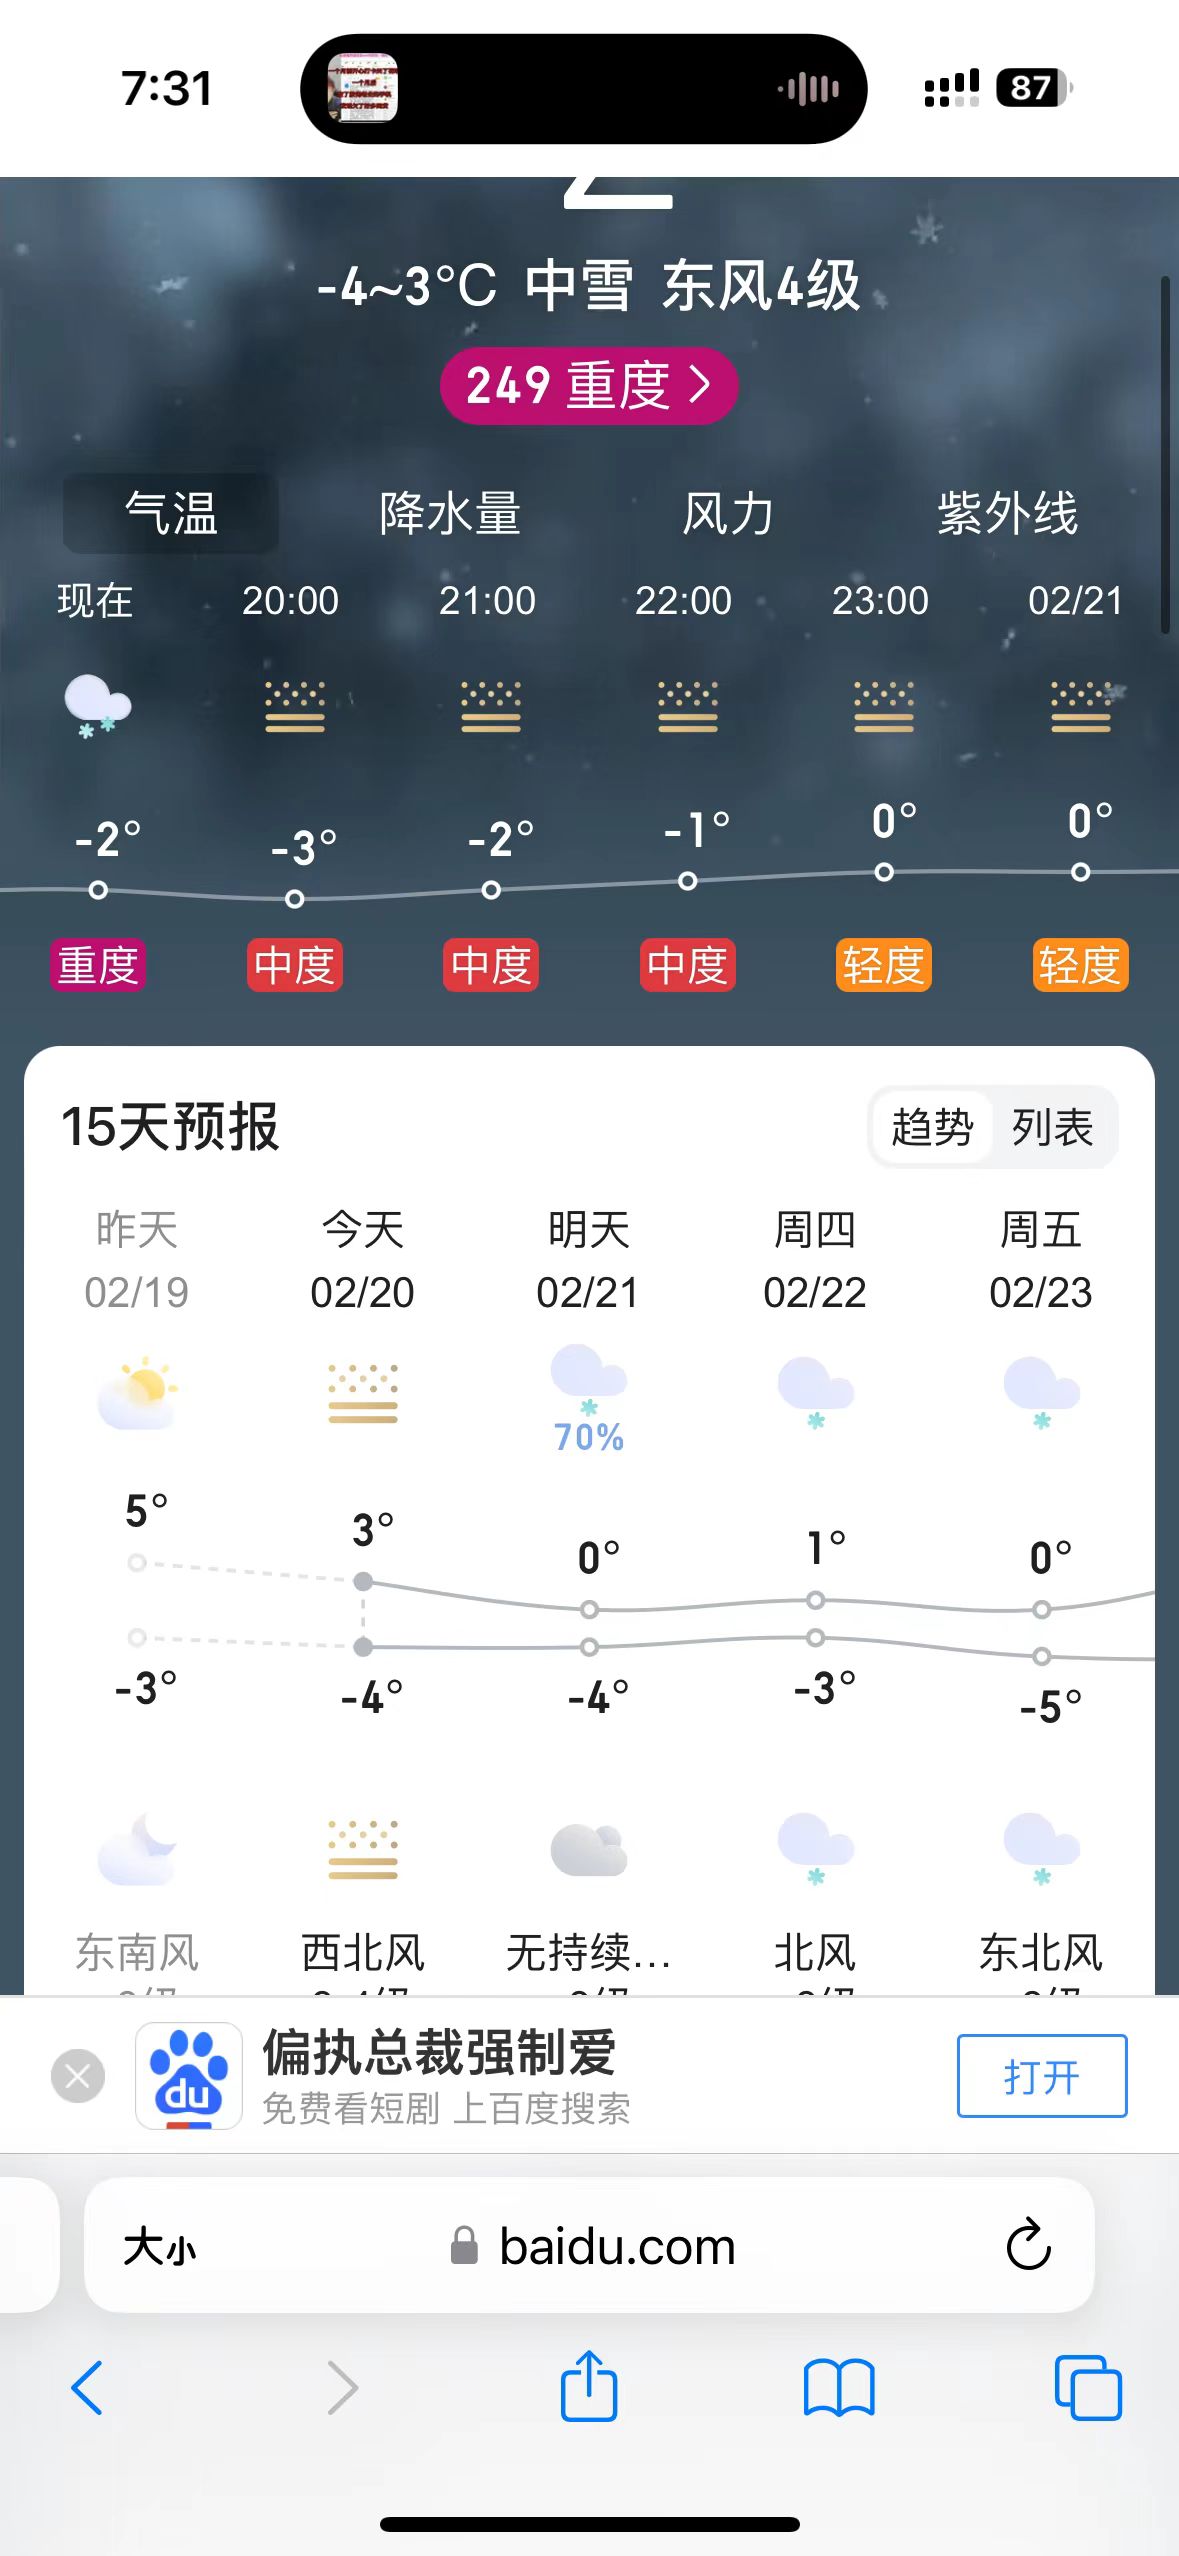 7:31
87
-4~3°C 中雪 东风4级
249 重度
气温 降水量 风力 紫外线
现在 20:00 21:00 22:00 23:00 02/21
-2° -3° -2° -1° 0° 0°
重度 中度 中度 中度 轻度 轻度
15天预报 趋势 列表
昨天 今天 明天 周四 周五
02/19 02/20 02/21 02/22 02/23
70%
5° 3° 0° 1° 0°
-3° -4° -4° -3° -5°
东南风 西北风 无持续... 北风 东北风
偏执总裁强制爱
免费看短剧 上百度搜索
打开
du
大小 baidu.com